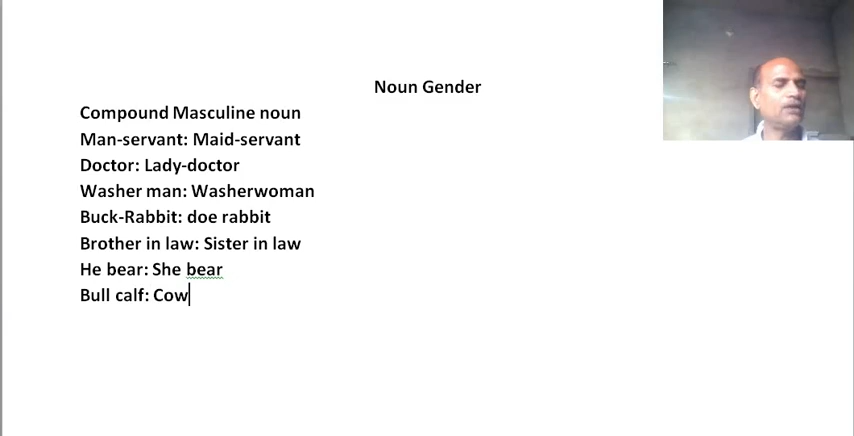 Noun Gender
Compound Masculine noun
Man-servant: Maid-servant
Doctor: Lady-doctor
Washer man: Washerwoman
Buck-Rabbit: doe rabbit
Brother in law: Sister in law
He bear: She bear
Bull calf: Cow